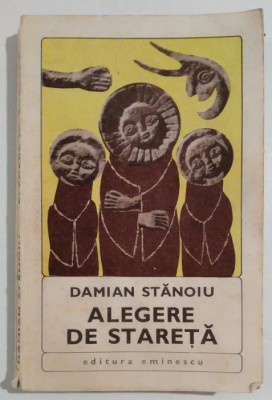 DAMIAN STĂNOIU
ALEGERE
DE STAREȚĂ
editura eminescu